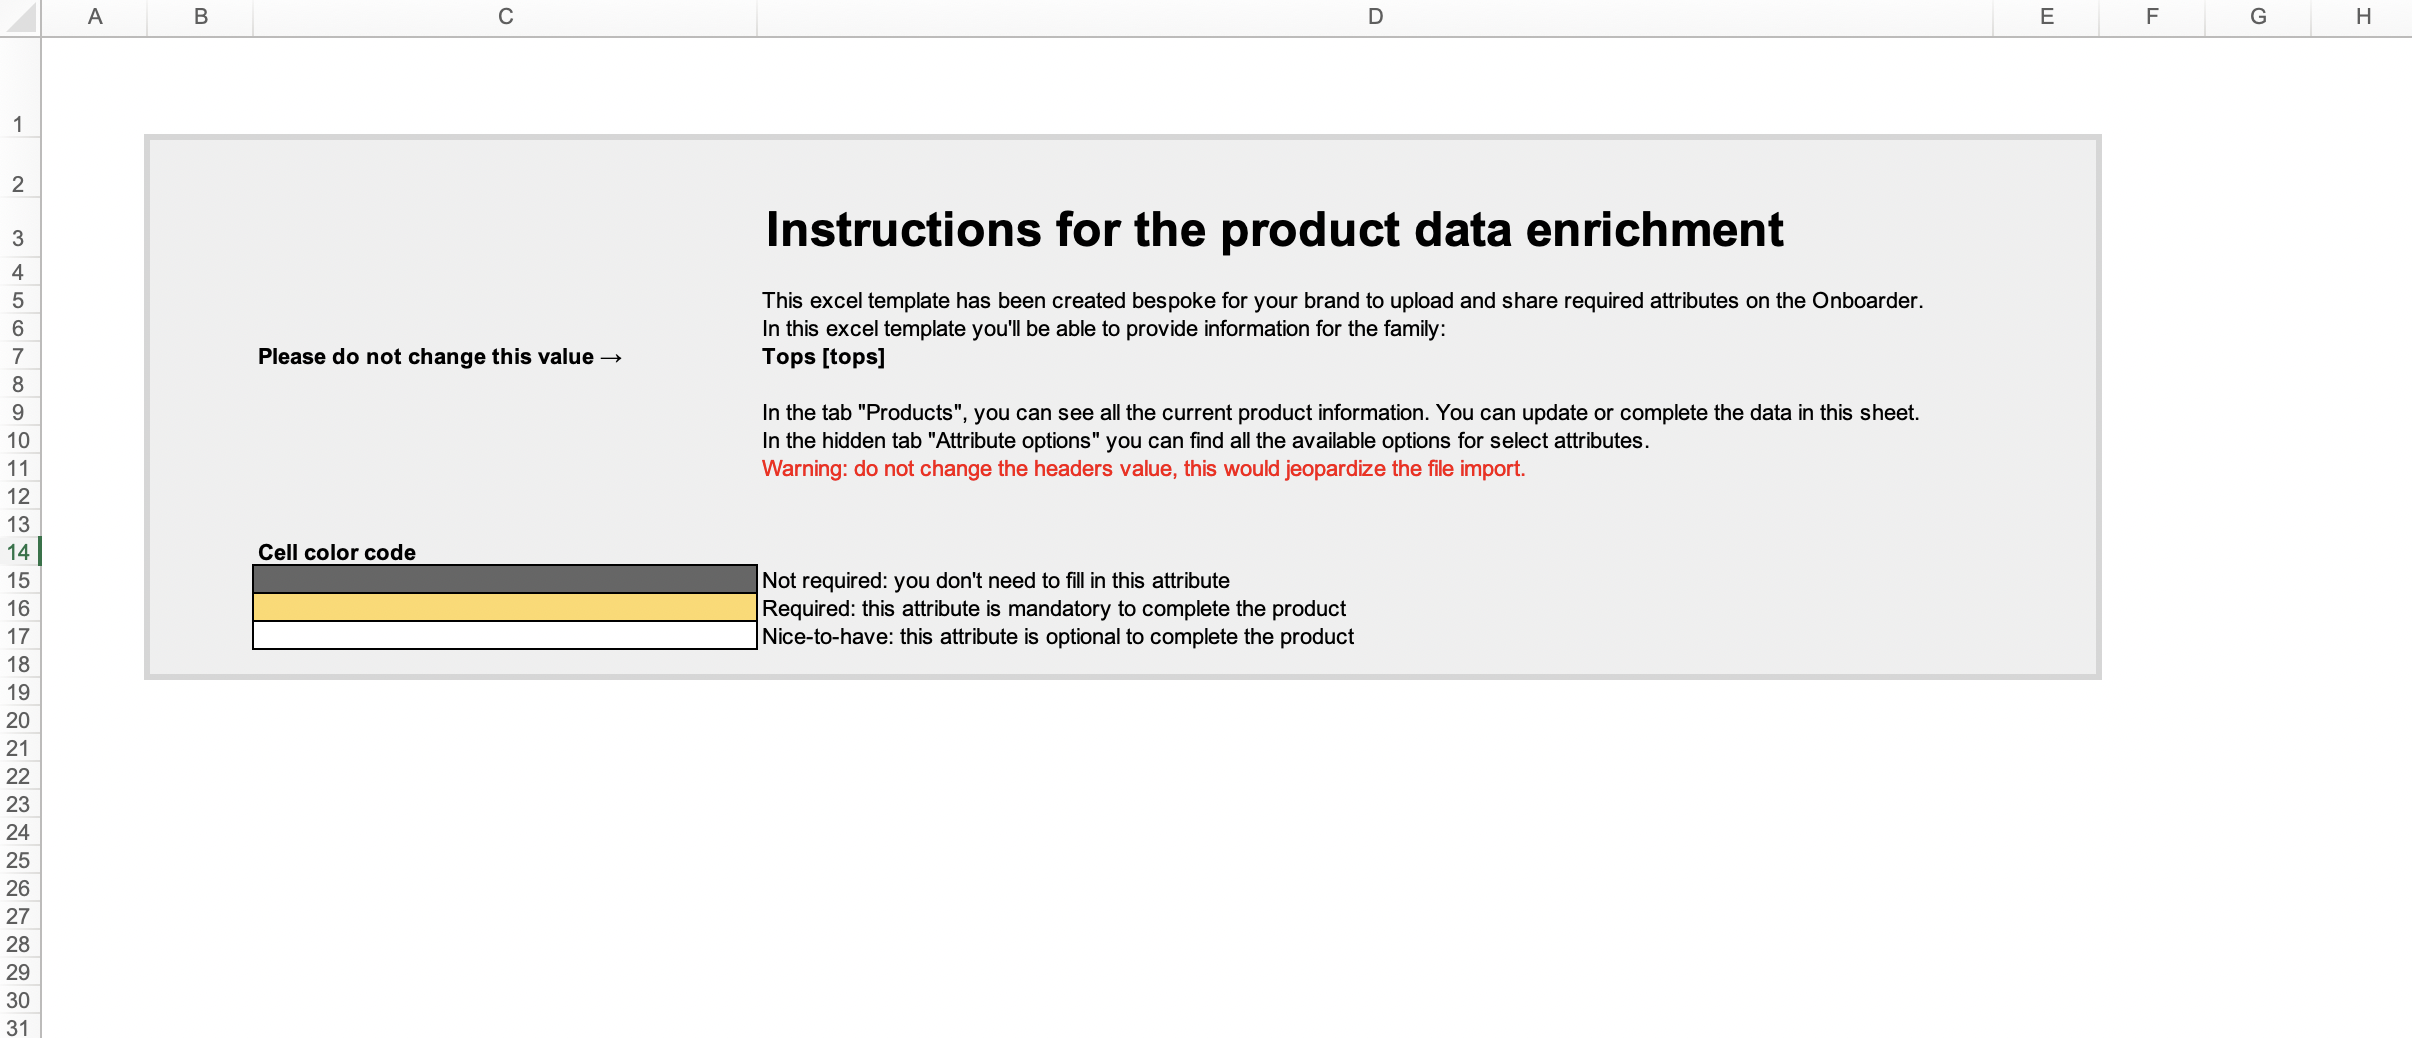 A B C D E F G H
1
2
3 Instructions for the product data enrichment
4
5 This excel template has been created bespoke for your brand to upload and share required attributes on the Onboarder.
6 In this excel template you'll be able to provide information for the family:
7 Please do not change this value → Tops [tops]
8
9 In the tab "Products", you can see all the current product information. You can update or complete the data in this sheet.
10 In the hidden tab "Attribute options" you can find all the available options for select attributes.
11 Warning: do not change the headers value, this would jeopardize the file import.
12
13
14 Cell color code
15 Not required: you don't need to fill in this attribute
16 Required: this attribute is mandatory to complete the product
17 Nice-to-have: this attribute is optional to complete the product
18
19
20
21
22
23
24
25
26
27
28
29
30
31